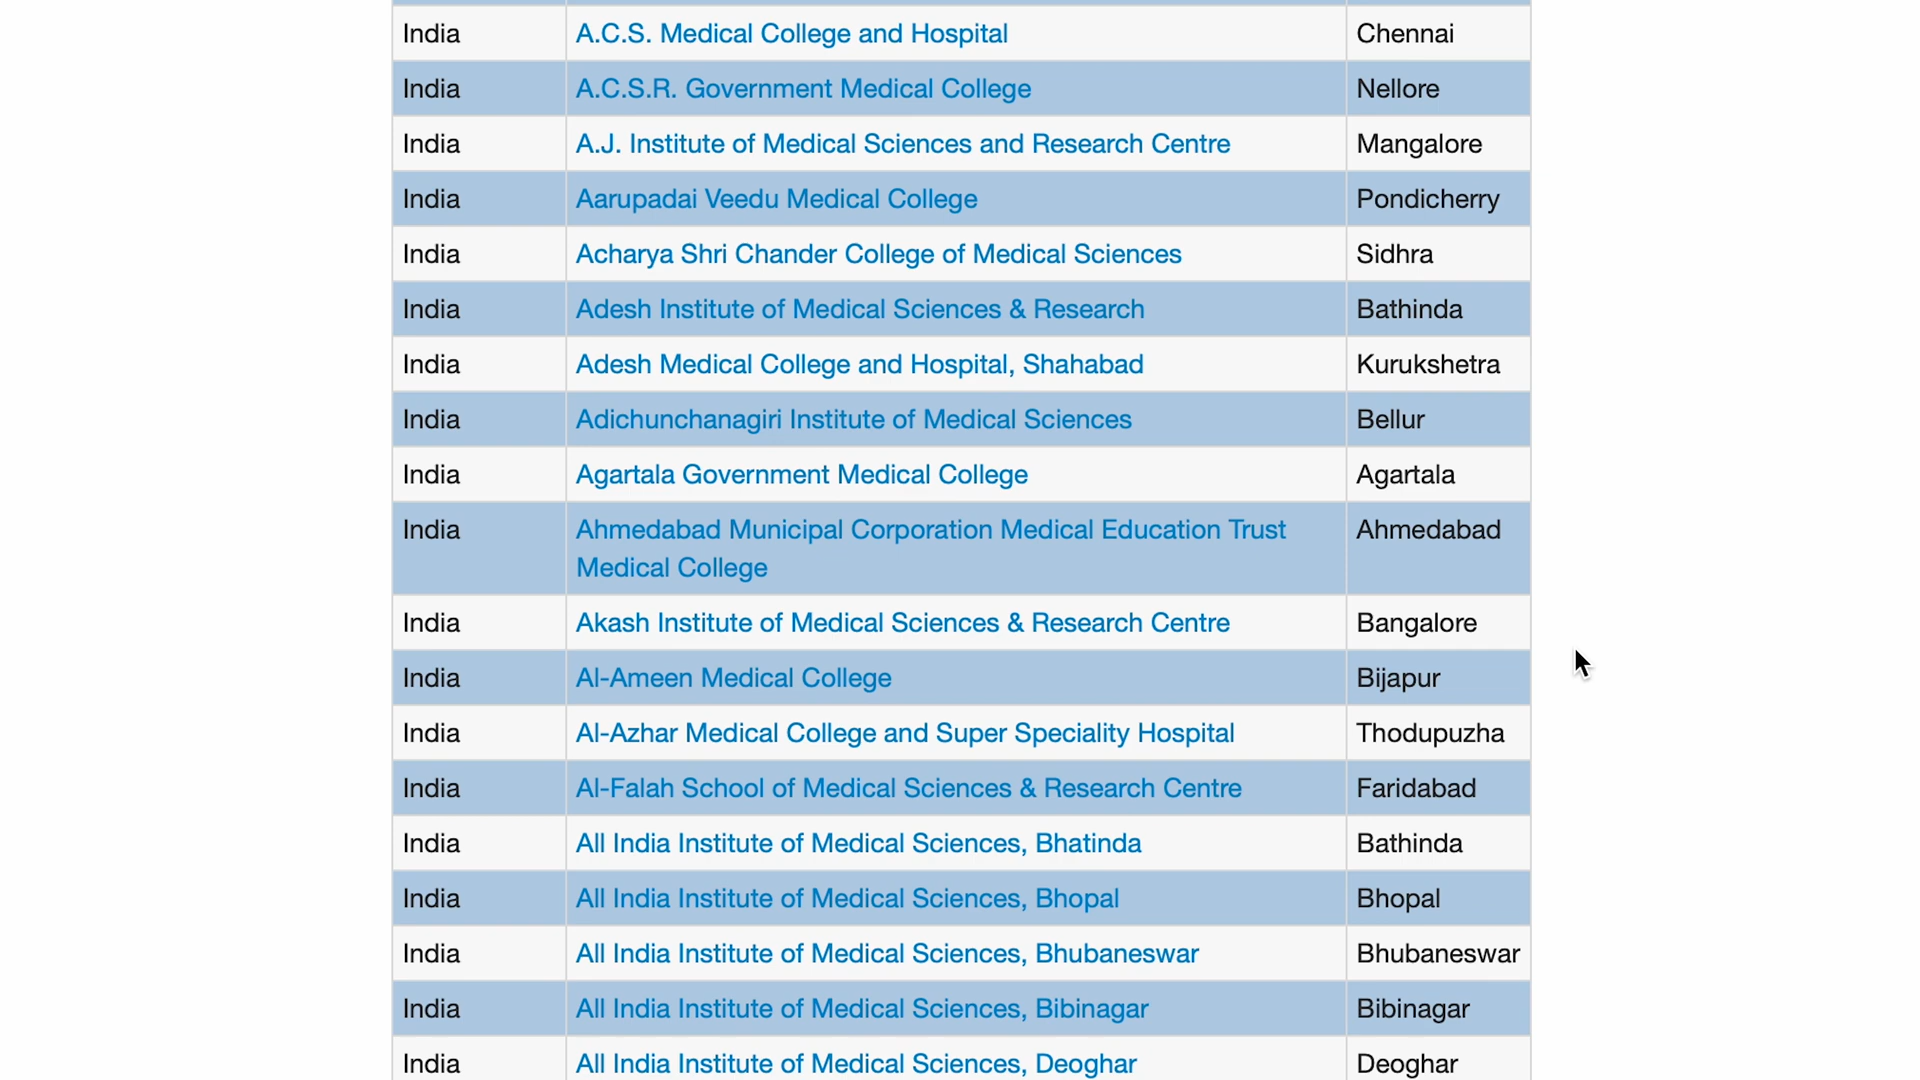 India A.C.S. Medical College and Hospital Chennai
India A.C.S.R. Government Medical College Nellore
India A.J. Institute of Medical Sciences and Research Centre Mangalore
India Aarupadai Veedu Medical College Pondicherry
India Acharya Shri Chander College of Medical Sciences Sidhra
India Adesh Institute of Medical Sciences & Research Bathinda
India Adesh Medical College and Hospital, Shahabad Kurukshetra
India Adichunchanagiri Institute of Medical Sciences Bellur
India Agartala Government Medical College Agartala
India Ahmedabad Municipal Corporation Medical Education Trust Ahmedabad
Medical College
India Akash Institute of Medical Sciences & Research Centre Bangalore
India Al-Ameen Medical College Bijapur
India Al-Azhar Medical College and Super Speciality Hospital Thodupuzha
India Al-Falah School of Medical Sciences & Research Centre Faridabad
India All India Institute of Medical Sciences, Bhatinda Bathinda
India All India Institute of Medical Sciences, Bhopal Bhopal
India All India Institute of Medical Sciences, Bhubaneswar Bhubaneswar
India All India Institute of Medical Sciences, Bibinagar Bibinagar
India All India Institute of Medical Sciences, Deoghar Deoghar